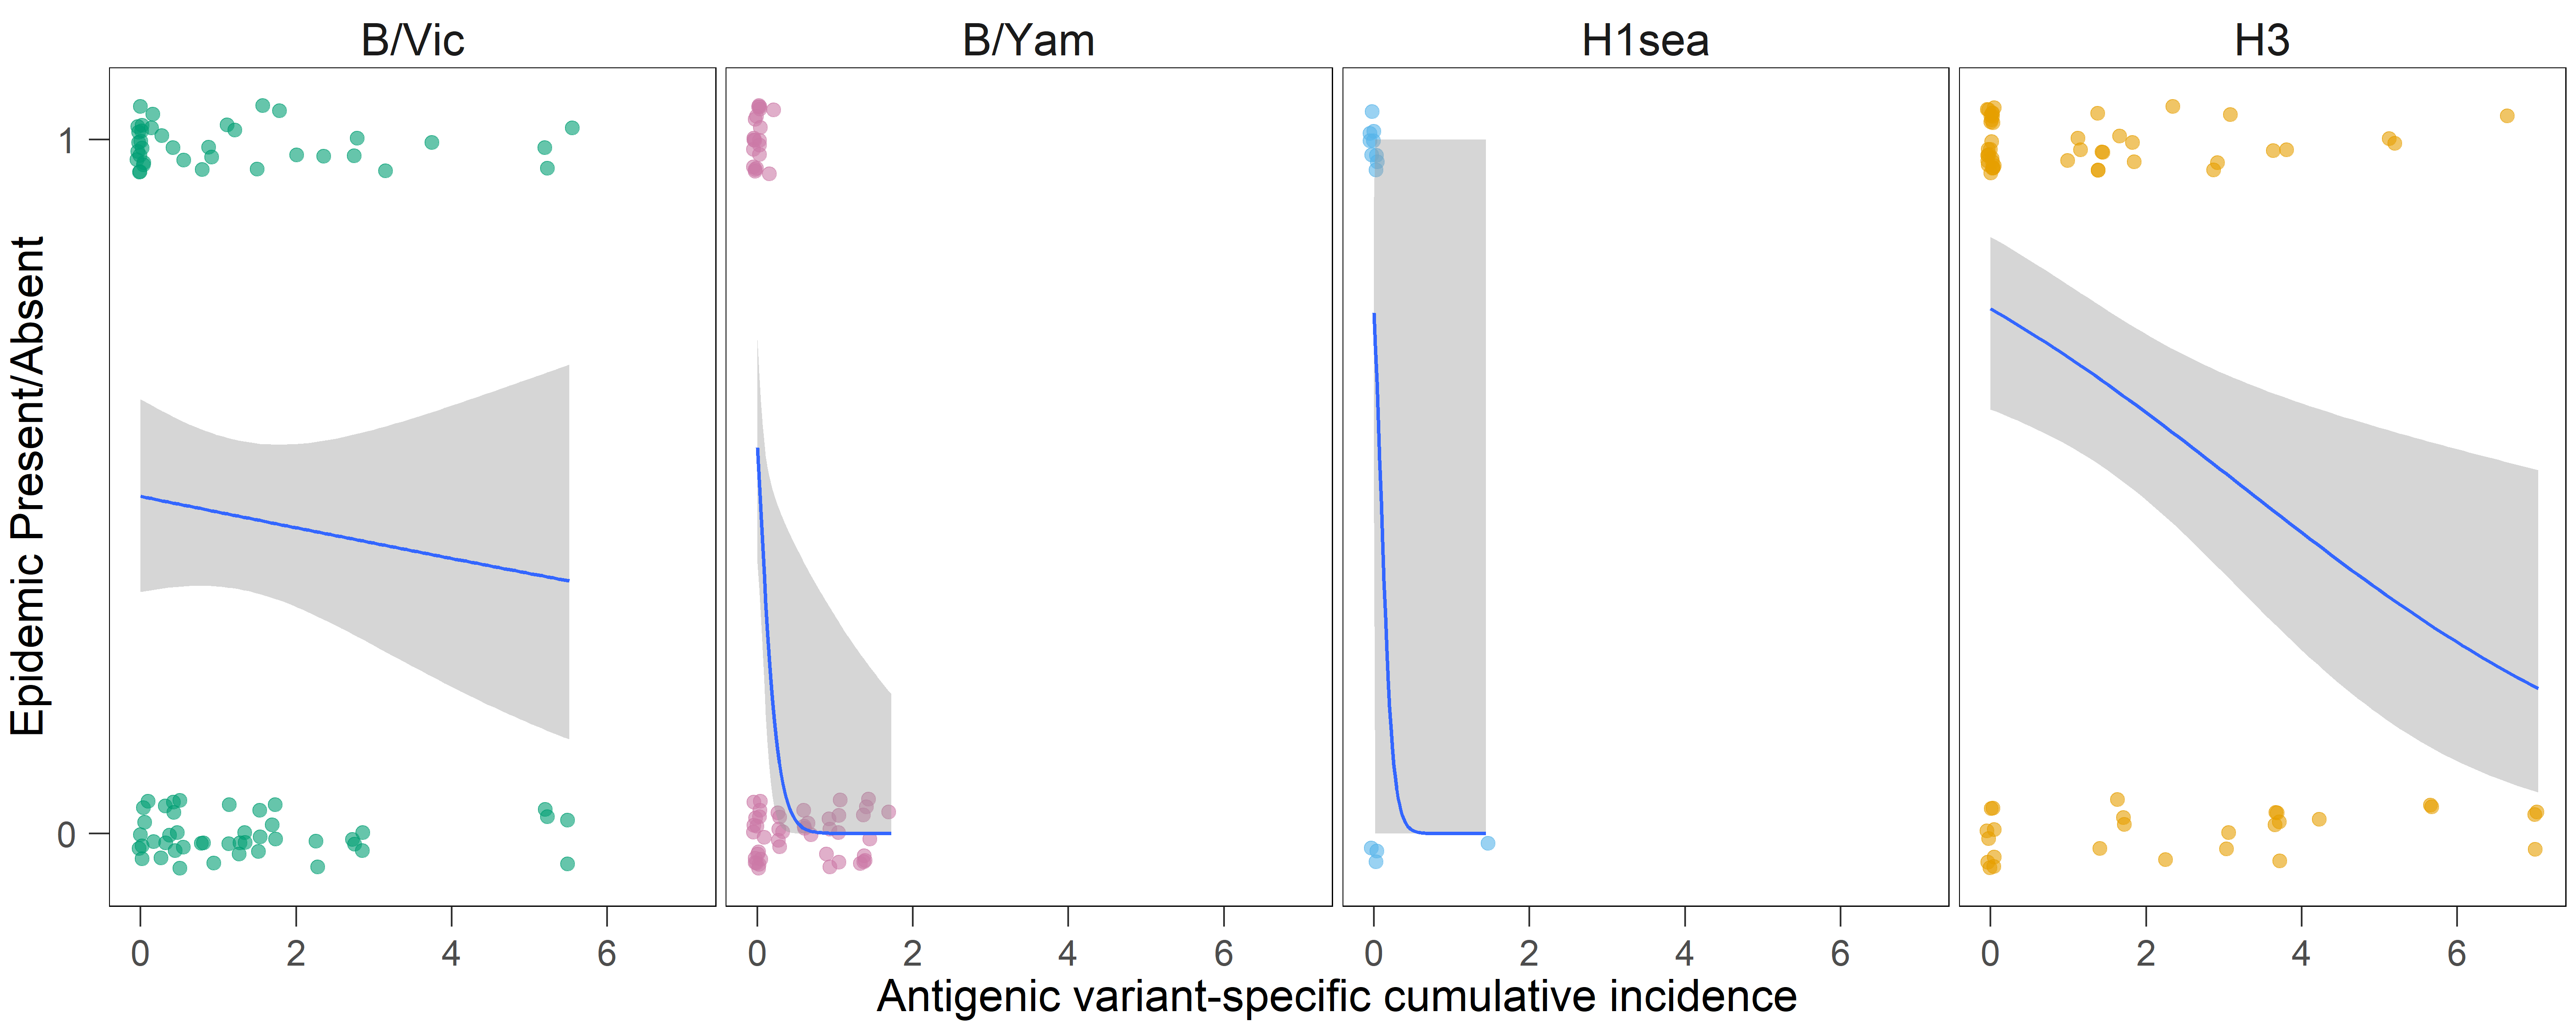 B/Vic B/Yam H1sea H3
Epidemic Present/Absent
1
0
0 2 4 6 0 2 4 6 0 2 4 6 0 2 4 6
Antigenic variant-specific cumulative incidence